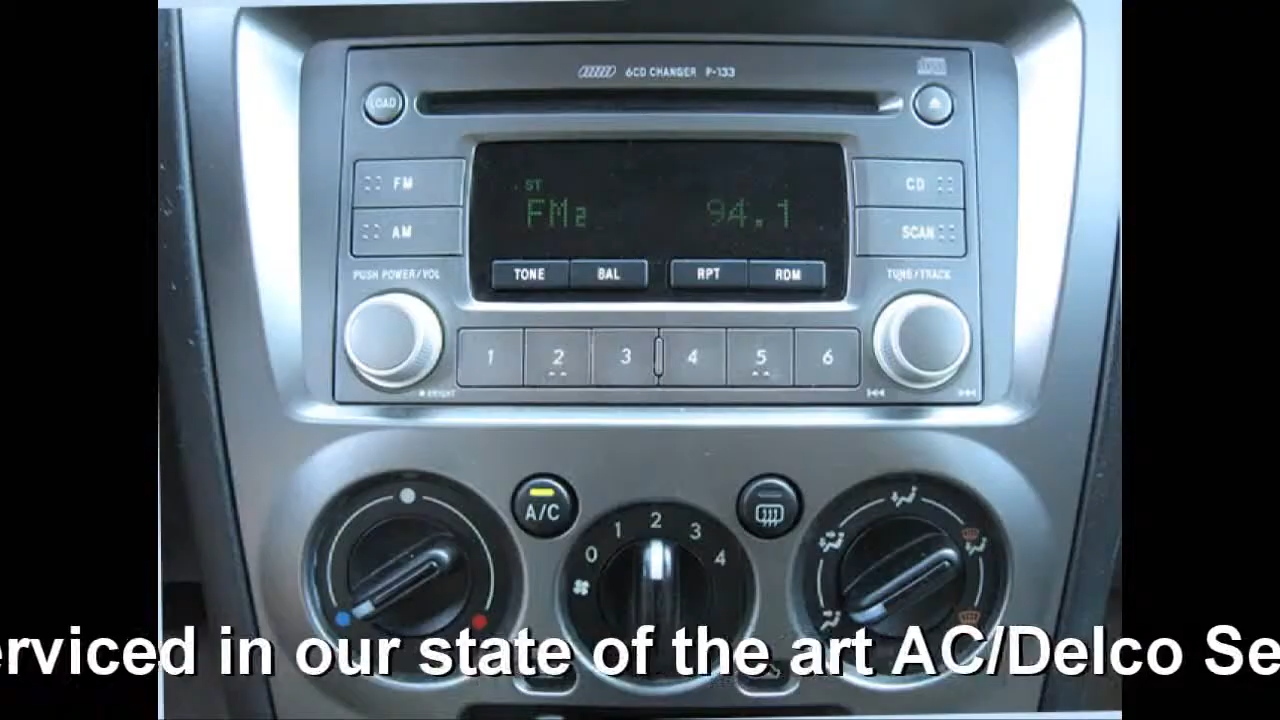 6CD CHANGER P-133
LOAD
FM CD
ST
FM2 94.1
AM SCAN
TONE BAL RPT RDM
PUSH POWER/VOL TUNE/TRACK
1 2 3 4 5 6
A/C
0 1 2 3 4
erviced in our state of the art AC/Delco Se